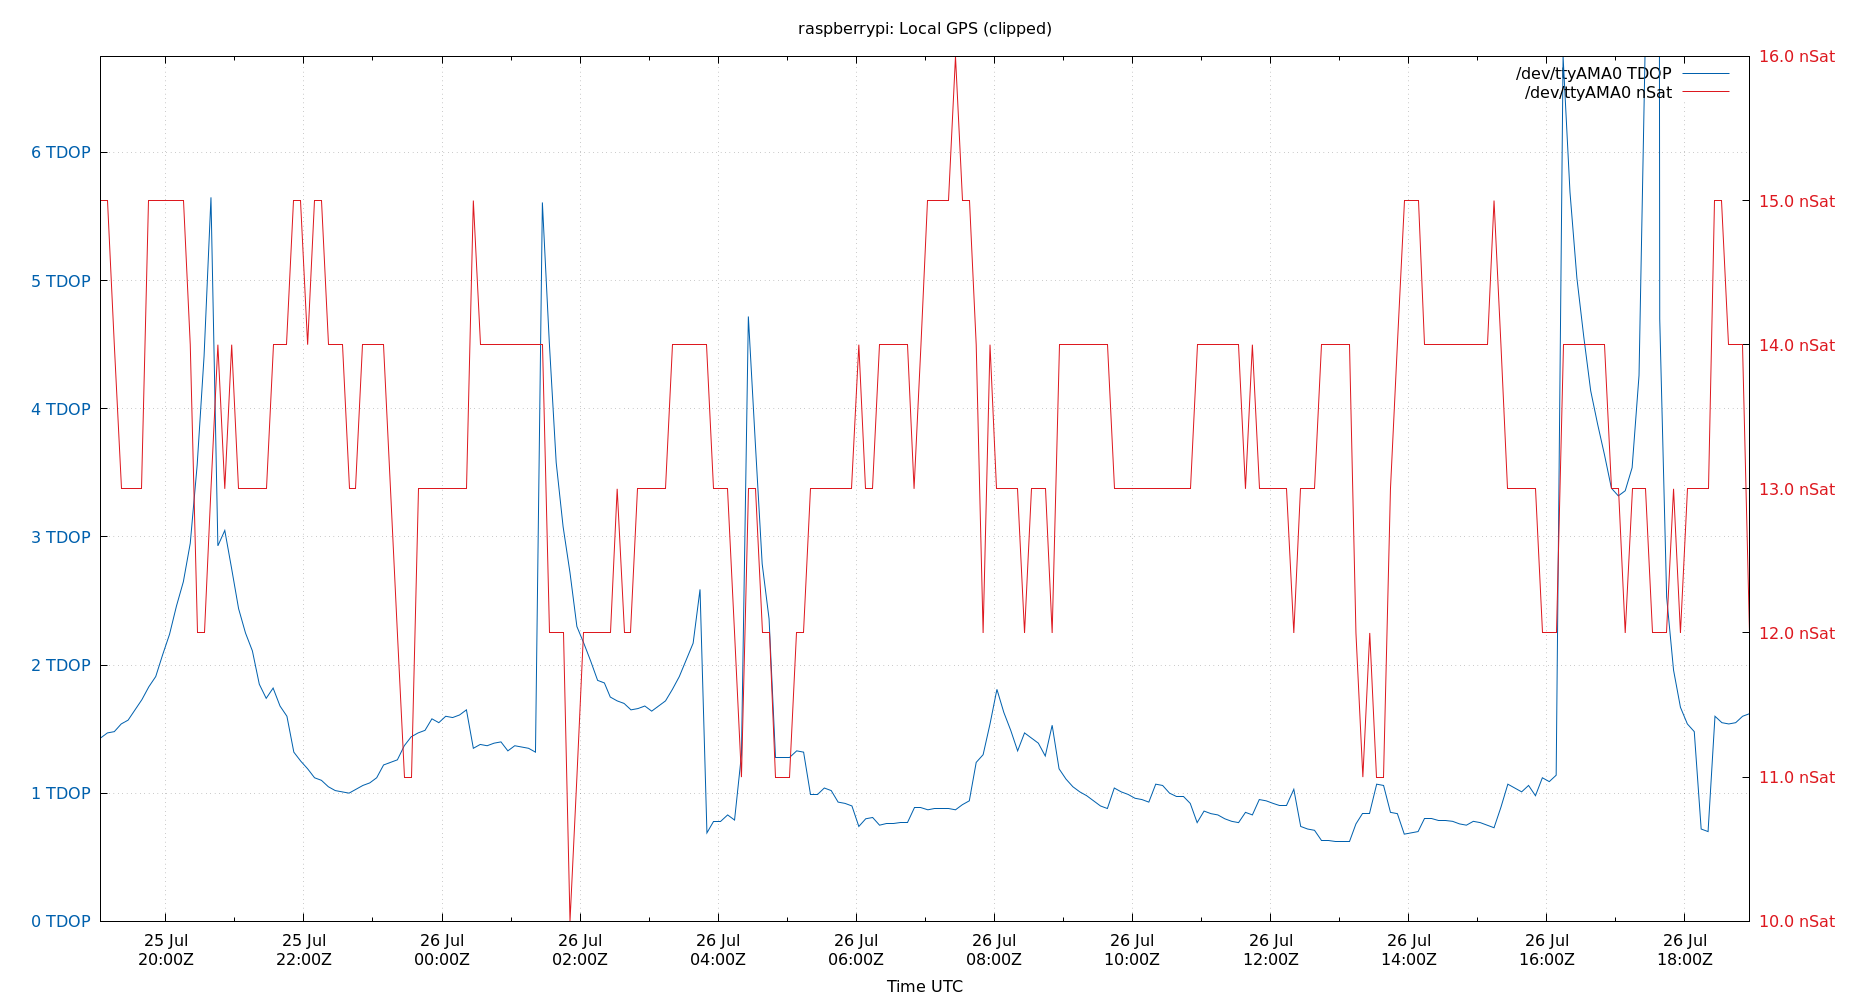 raspberrypi: Local GPS (clipped)
16.0 nSat
/dev/ttyAMA0 TDOP
/dev/ttyAMA0 nSat
6 TDOP
15.0 nSat
5 TDOP
14.0 nSat
4 TDOP
13.0 nSat
3 TDOP
12.0 nSat
2 TDOP
11.0 nSat
1 TDOP
0 TDOP
10.0 nSat
25 Jul 25 Jul 26 Jul 26 Jul 26 Jul 26 Jul 26 Jul 26 Jul 26 Jul 26 Jul 26 Jul 26 Jul
20:00Z 22:00Z 00:00Z 02:00Z 04:00Z 06:00Z 08:00Z 10:00Z 12:00Z 14:00Z 16:00Z 18:00Z
Time UTC